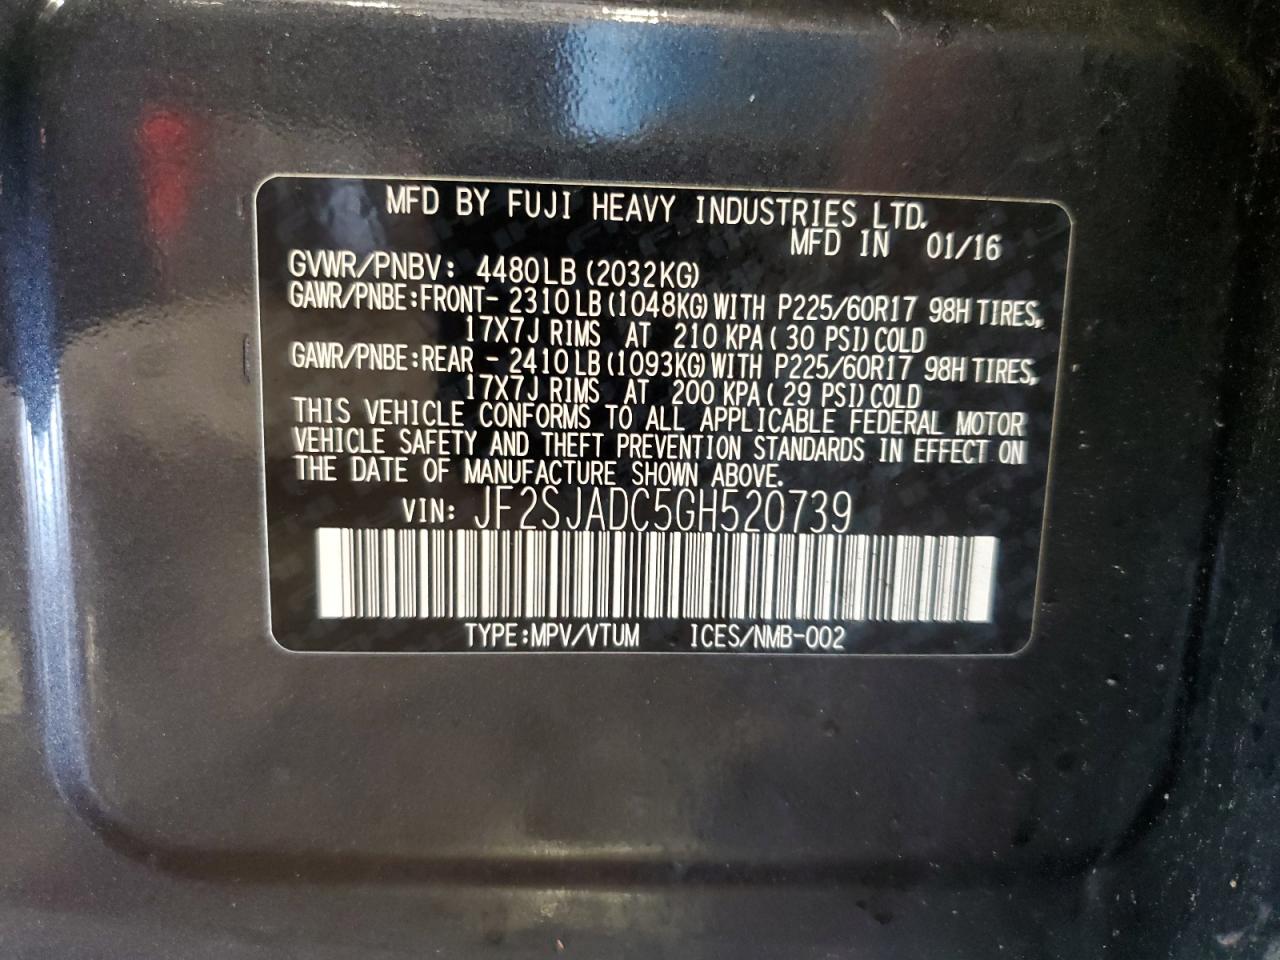 MFD BY FUJI HEAVY INDUSTRIES LTD.
MFD IN 01/16
GVWR/PNBV: 4480LB (2032KG)
GAWR/PNBE:FRONT- 2310LB (1048KG) WITH P225/60R17 98H TIRES,
17X7J RIMS AT 210 KPA ( 30 PSI) COLD
GAWR/PNBE:REAR - 2410LB (1093KG) WITH P225/60R17 98H TIRES,
17X7J RIMS AT 200 KPA ( 29 PSI) COLD
THIS VEHICLE CONFORMS TO ALL APPLICABLE FEDERAL MOTOR
VEHICLE SAFETY AND THEFT PREVENTION STANDARDS IN EFFECT ON
THE DATE OF MANUFACTURE SHOWN ABOVE.
VIN: JF2SJADC5GH520739
TYPE:MPV/VTUM ICES/NMB-002